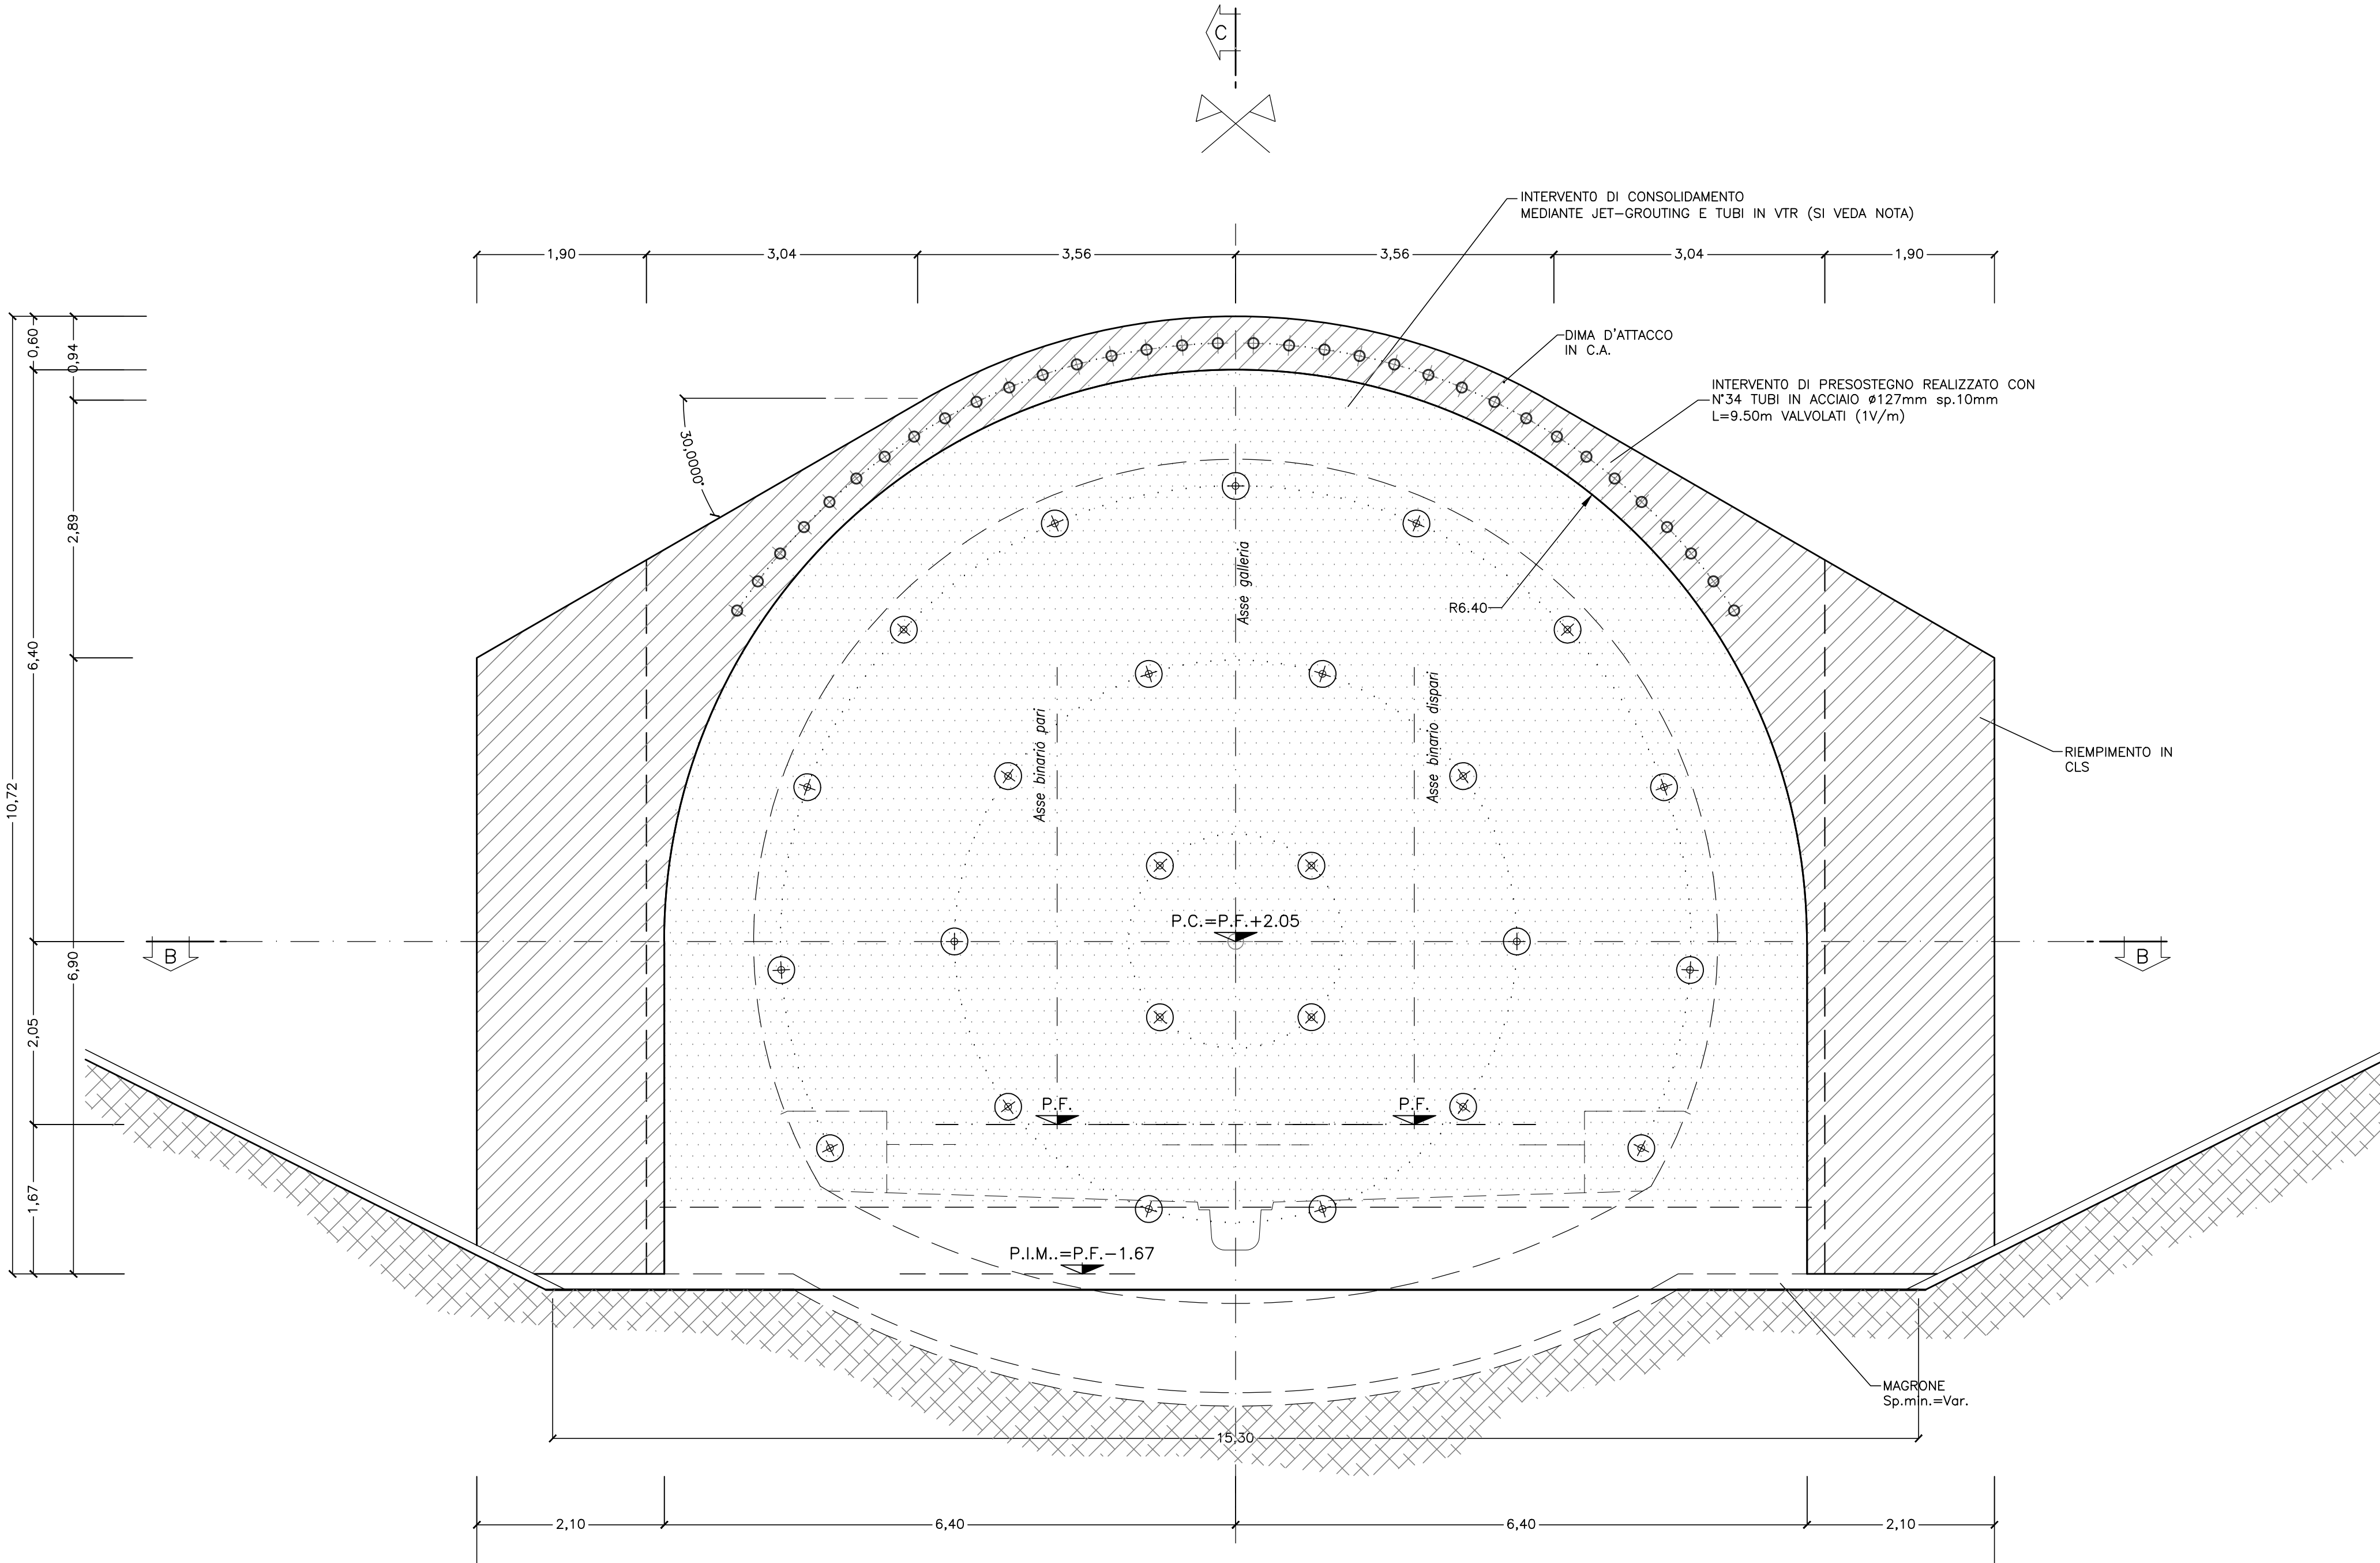 C
INTERVENTO DI CONSOLIDAMENTO
MEDIANTE JET-GROUTING E TUBI IN VTR (SI VEDA NOTA)
1,90
3,04
3,56
3,56
3,04
1,90
DIMA D'ATTACCO
IN C.A.
INTERVENTO DI PRESOSTEGNO REALIZZATO CON
N°34 TUBI IN ACCIAIO ø127mm sp.10mm
L=9.50m VALVOLATI (1V/m)
0,60
0,94
30,0000°
2,89
6,40
10,72
6,90
2,05
1,67
Asse galleria
R6.40
Asse binario pari
Asse binario dispari
RIEMPIMENTO IN
CLS
P.C.=P.F.+2.05
B
B
P.F.
P.F.
P.I.M..=P.F.-1.67
MAGRONE
Sp.min.=Var.
15,30
2,10
6,40
6,40
2,10